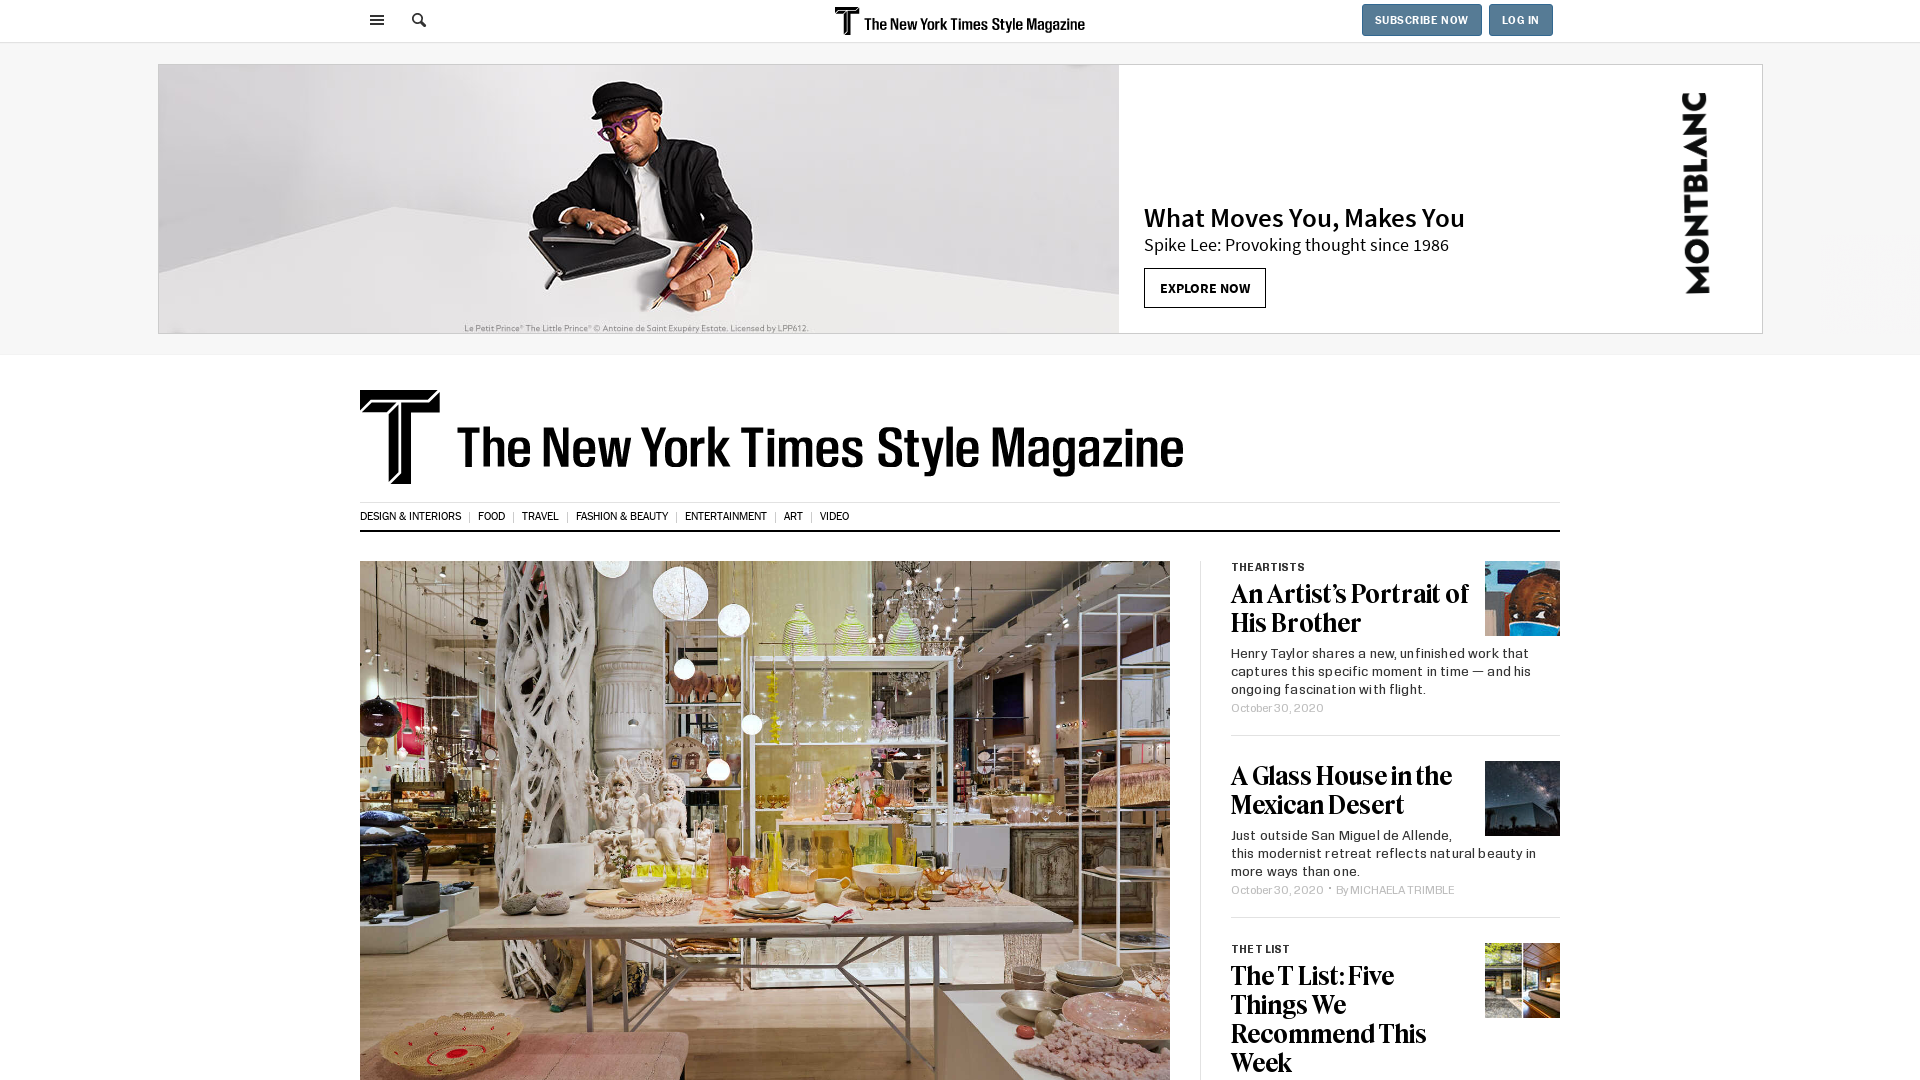 The New York Times Style Magazine
SUBSCRIBE NOW
LOG IN
What Moves You, Makes You
Spike Lee: Provoking thought since 1986
EXPLORE NOW
MONTBLANC
Le Petit Prince® The Little Prince® © Antoine de Saint Exupéry Estate. Licensed by LPP612.
T The New York Times Style Magazine
DESIGN & INTERIORS
FOOD
TRAVEL
FASHION & BEAUTY
ENTERTAINMENT
ART
VIDEO
THE ARTISTS
An Artist’s Portrait of
His Brother
Henry Taylor shares a new, unfinished work that
captures this specific moment in time — and his
ongoing fascination with flight.
October 30, 2020
A Glass House in the
Mexican Desert
Just outside San Miguel de Allende,
this modernist retreat reflects natural beauty in
more ways than one.
October 30, 2020 · By MICHAELA TRIMBLE
THE T LIST
The T List: Five
Things We
Recommend This
Week